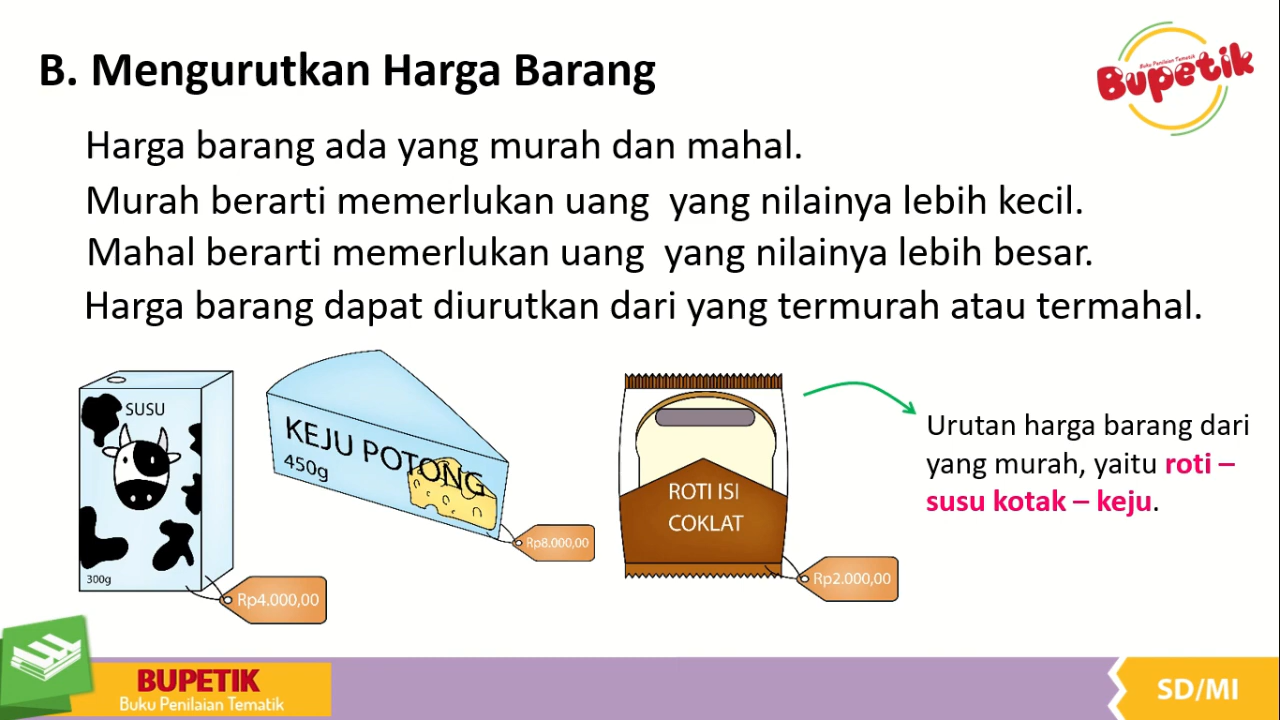 B. Mengurutkan Harga Barang
Buku Penilaian Tematik
Bupetik
Harga barang ada yang murah dan mahal.
Murah berarti memerlukan uang  yang nilainya lebih kecil.
Mahal berarti memerlukan uang  yang nilainya lebih besar.
Harga barang dapat diurutkan dari yang termurah atau termahal.
SUSU
300g
Rp4.000,00
KEJU POTONG
450g
Rp8.000,00
ROTI ISI
COKLAT
Rp2.000,00
Urutan harga barang dari
yang murah, yaitu roti –
susu kotak – keju.
BUPETIK
Buku Penilaian Tematik
SD/MI